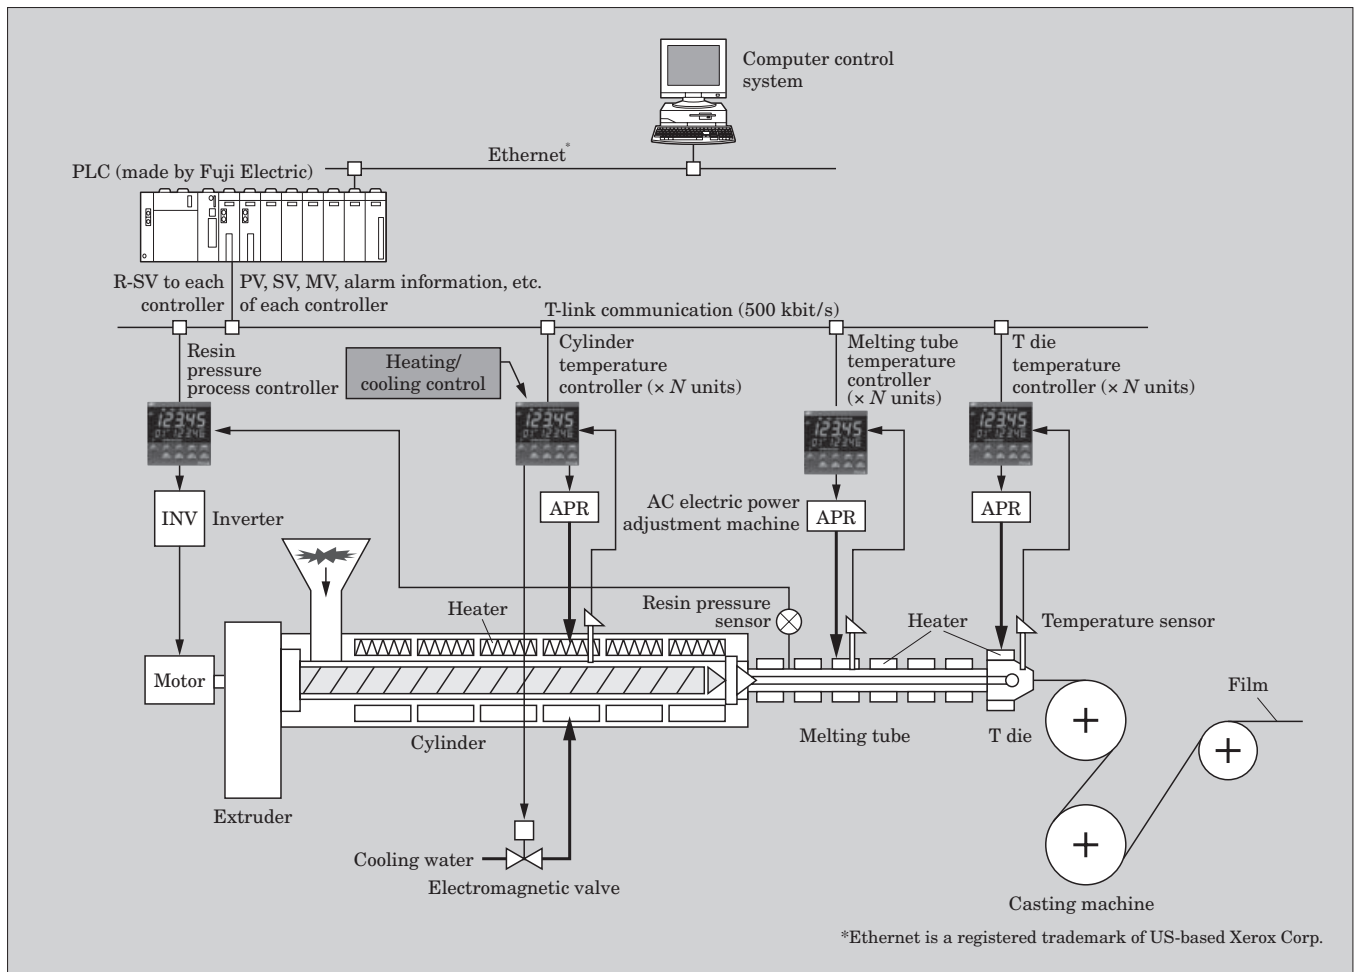 Computer control
system
Ethernet*
PLC (made by Fuji Electric)
R-SV to each
controller
PV, SV, MV, alarm information, etc.
of each controller
T-link communication (500 kbit/s)
Resin
pressure
process controller
Heating/
cooling control
Cylinder
temperature
controller (× N units)
Melting tube
temperature
controller
(× N units)
T die
temperature
controller (× N units)
12345
12345
12345
12345
INV
Inverter
APR
AC electric power
adjustment machine
APR
APR
Heater
Resin pressure
sensor
Heater
Temperature sensor
Motor
Film
Cylinder
Melting tube
T die
Extruder
Cooling water
Electromagnetic valve
Casting machine
*Ethernet is a registered trademark of US-based Xerox Corp.